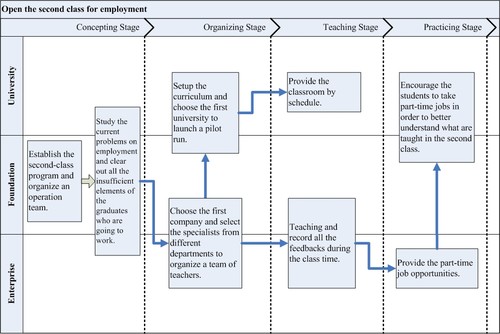 Open the second class for employment
Concepting Stage
Organizing Stage
Teaching Stage
Practicing Stage
University
Setup the
curriculum and
choose the first
university to
launch a pilot
run.
Provide the
classroom by
schedule.
Encourage the
students to take
part-time jobs in
order to better
understand what are
taught in the second
class.
Foundation
Establish the
second-class
program and
organize an
operation
team.
Study the
current
problems on
employment
and clear
out all the
insufficient
elements of
the
graduates
who are
going to
work.
Choose the first
company and select
the specialists from
different
departments to
organize a team of
teachers.
Teaching and
record all the
feedbacks during
the class time.
Enterprise
Provide the part-time
job opportunities.